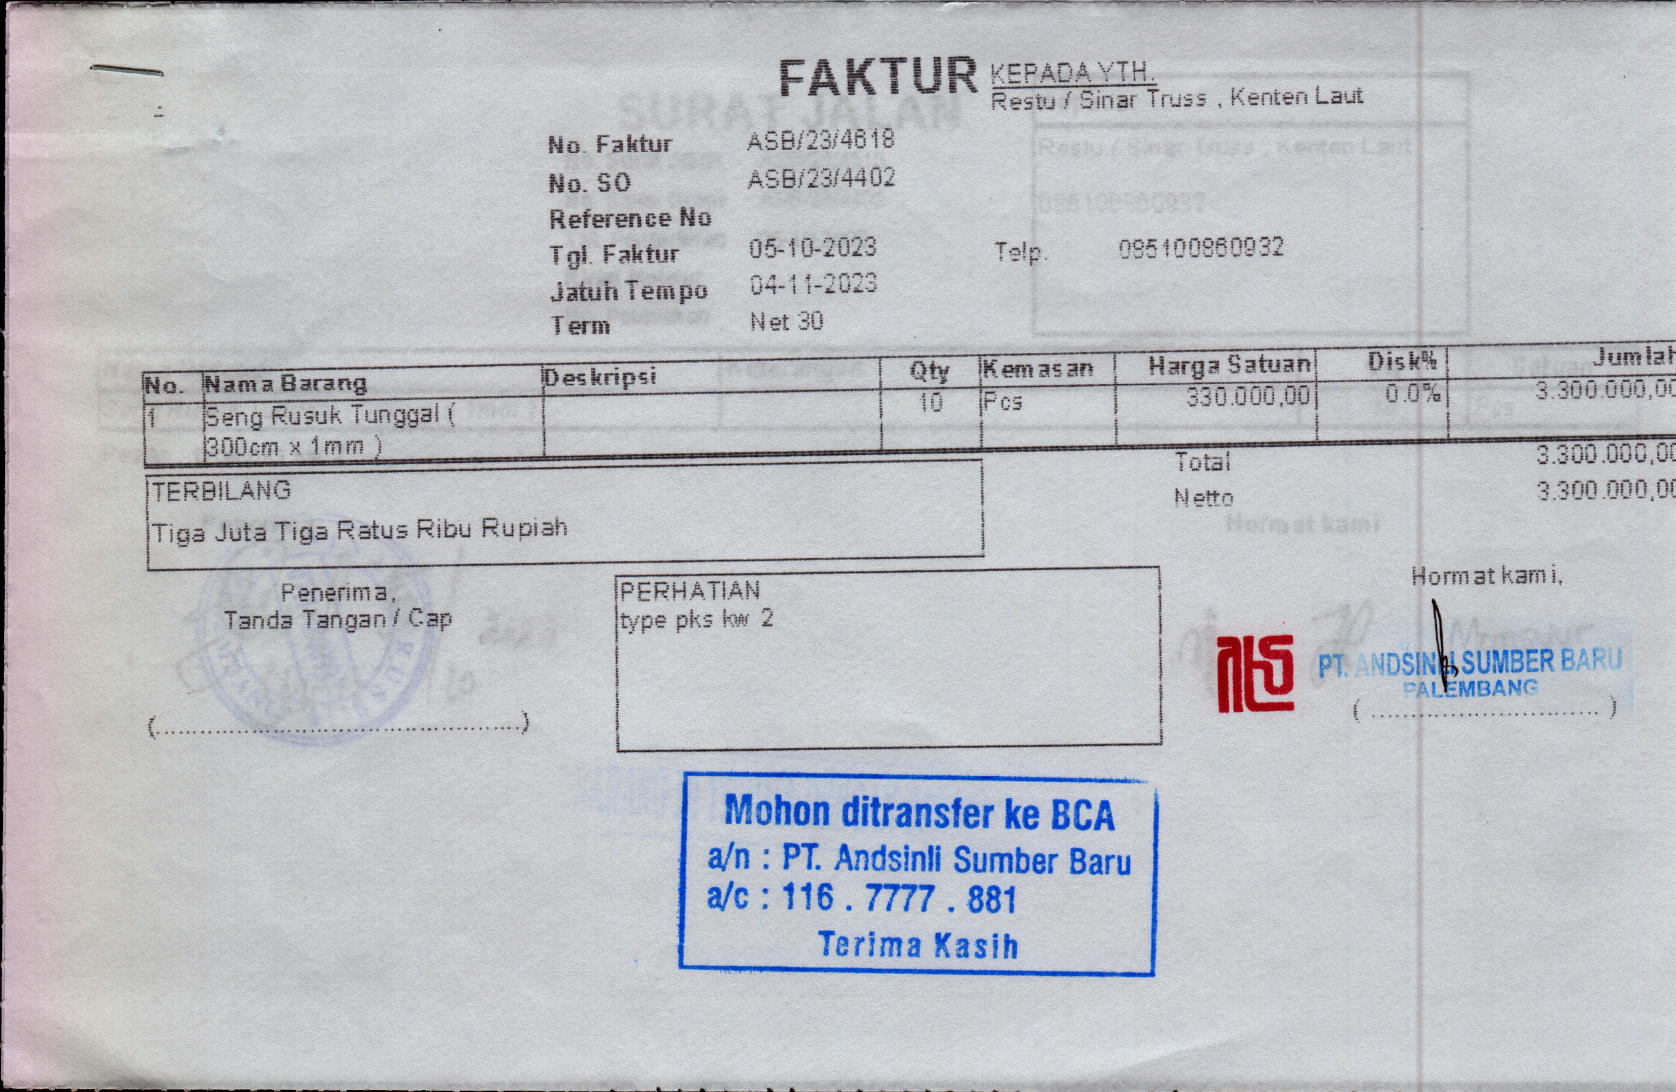 FAKTUR
KEPADA YTH.
Restu / Sinar Truss , Kenten Laut
No. Faktur ASB/23/4618
No. SO ASB/23/4402
Reference No
Tgl. Faktur 05-10-2023 Telp. 085100860932
Jatuh Tempo 04-11-2023
Term Net 30
No. Nama Barang Deskripsi Qty Kemasan Harga Satuan Disk% Jumlah
1 Seng Rusuk Tunggal ( 10 Pcs 330.000,00 0.0% 3.300.000,00
300cm x 1mm )
Total 3.300.000,00
Netto 3.300.000,00
TERBILANG
Tiga Juta Tiga Ratus Ribu Rupiah
Penerima,
Tanda Tangan / Cap
(..............................................)
PERHATIAN
type pks kw 2
Hormat kami,
PT. ANDSINLI SUMBER BARU
PALEMBANG
( ............................ )
Mohon ditransfer ke BCA
a/n : PT. Andsinli Sumber Baru
a/c : 116 . 7777 . 881
Terima Kasih